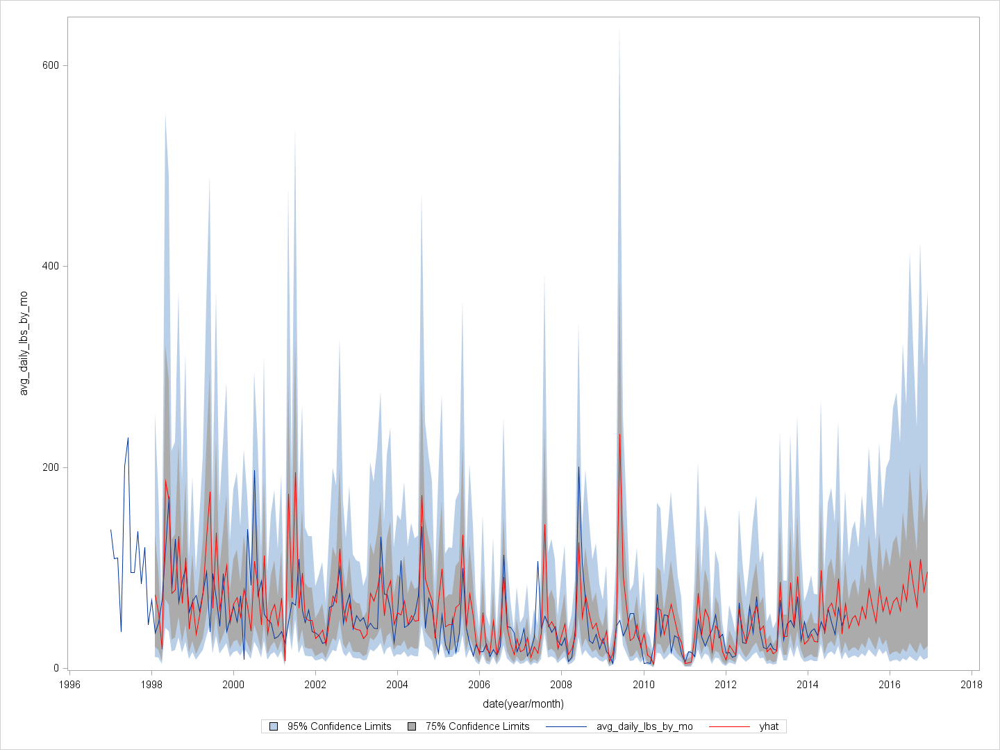 600
400
200
0
avg_daily_lbs_by_mo
1996 1998 2000 2002 2004 2006 2008 2010 2012 2014 2016 2018
date(year/month)
95% Confidence Limits 75% Confidence Limits avg_daily_lbs_by_mo yhat